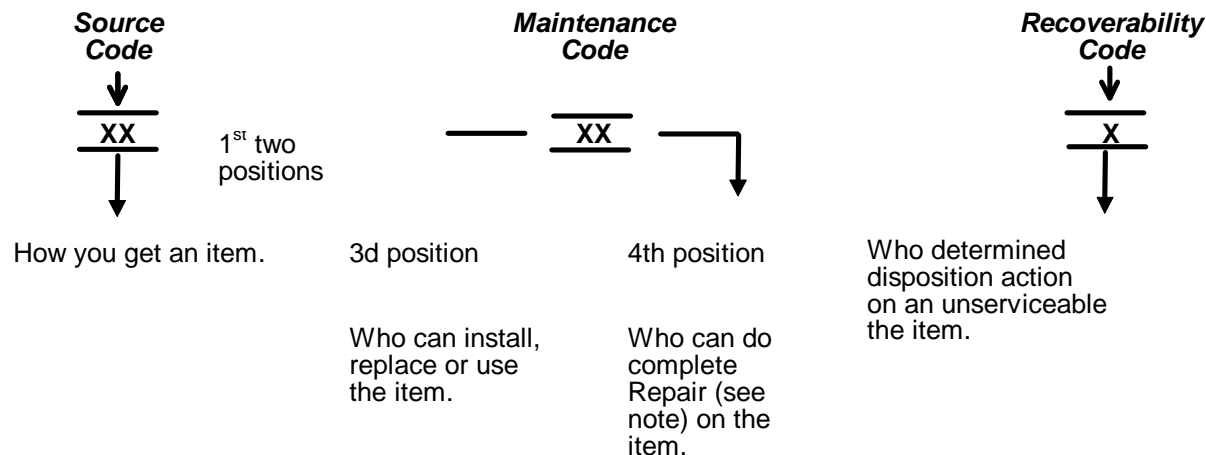 Source
Code
Maintenance
Code
Recoverability
Code
XX
1st two
positions
XX
X
How you get an item.
3d position
4th position
Who determined
disposition action
on an unserviceable
the item.
Who can install,
replace or use
the item.
Who can do
complete
Repair (see
note) on the
item.